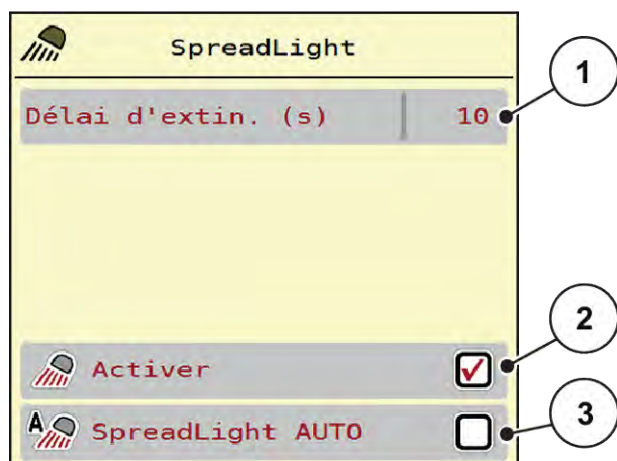 SpreadLight
Délai d'extin. (s) 10
1
Activer
2
A SpreadLight AUTO
3